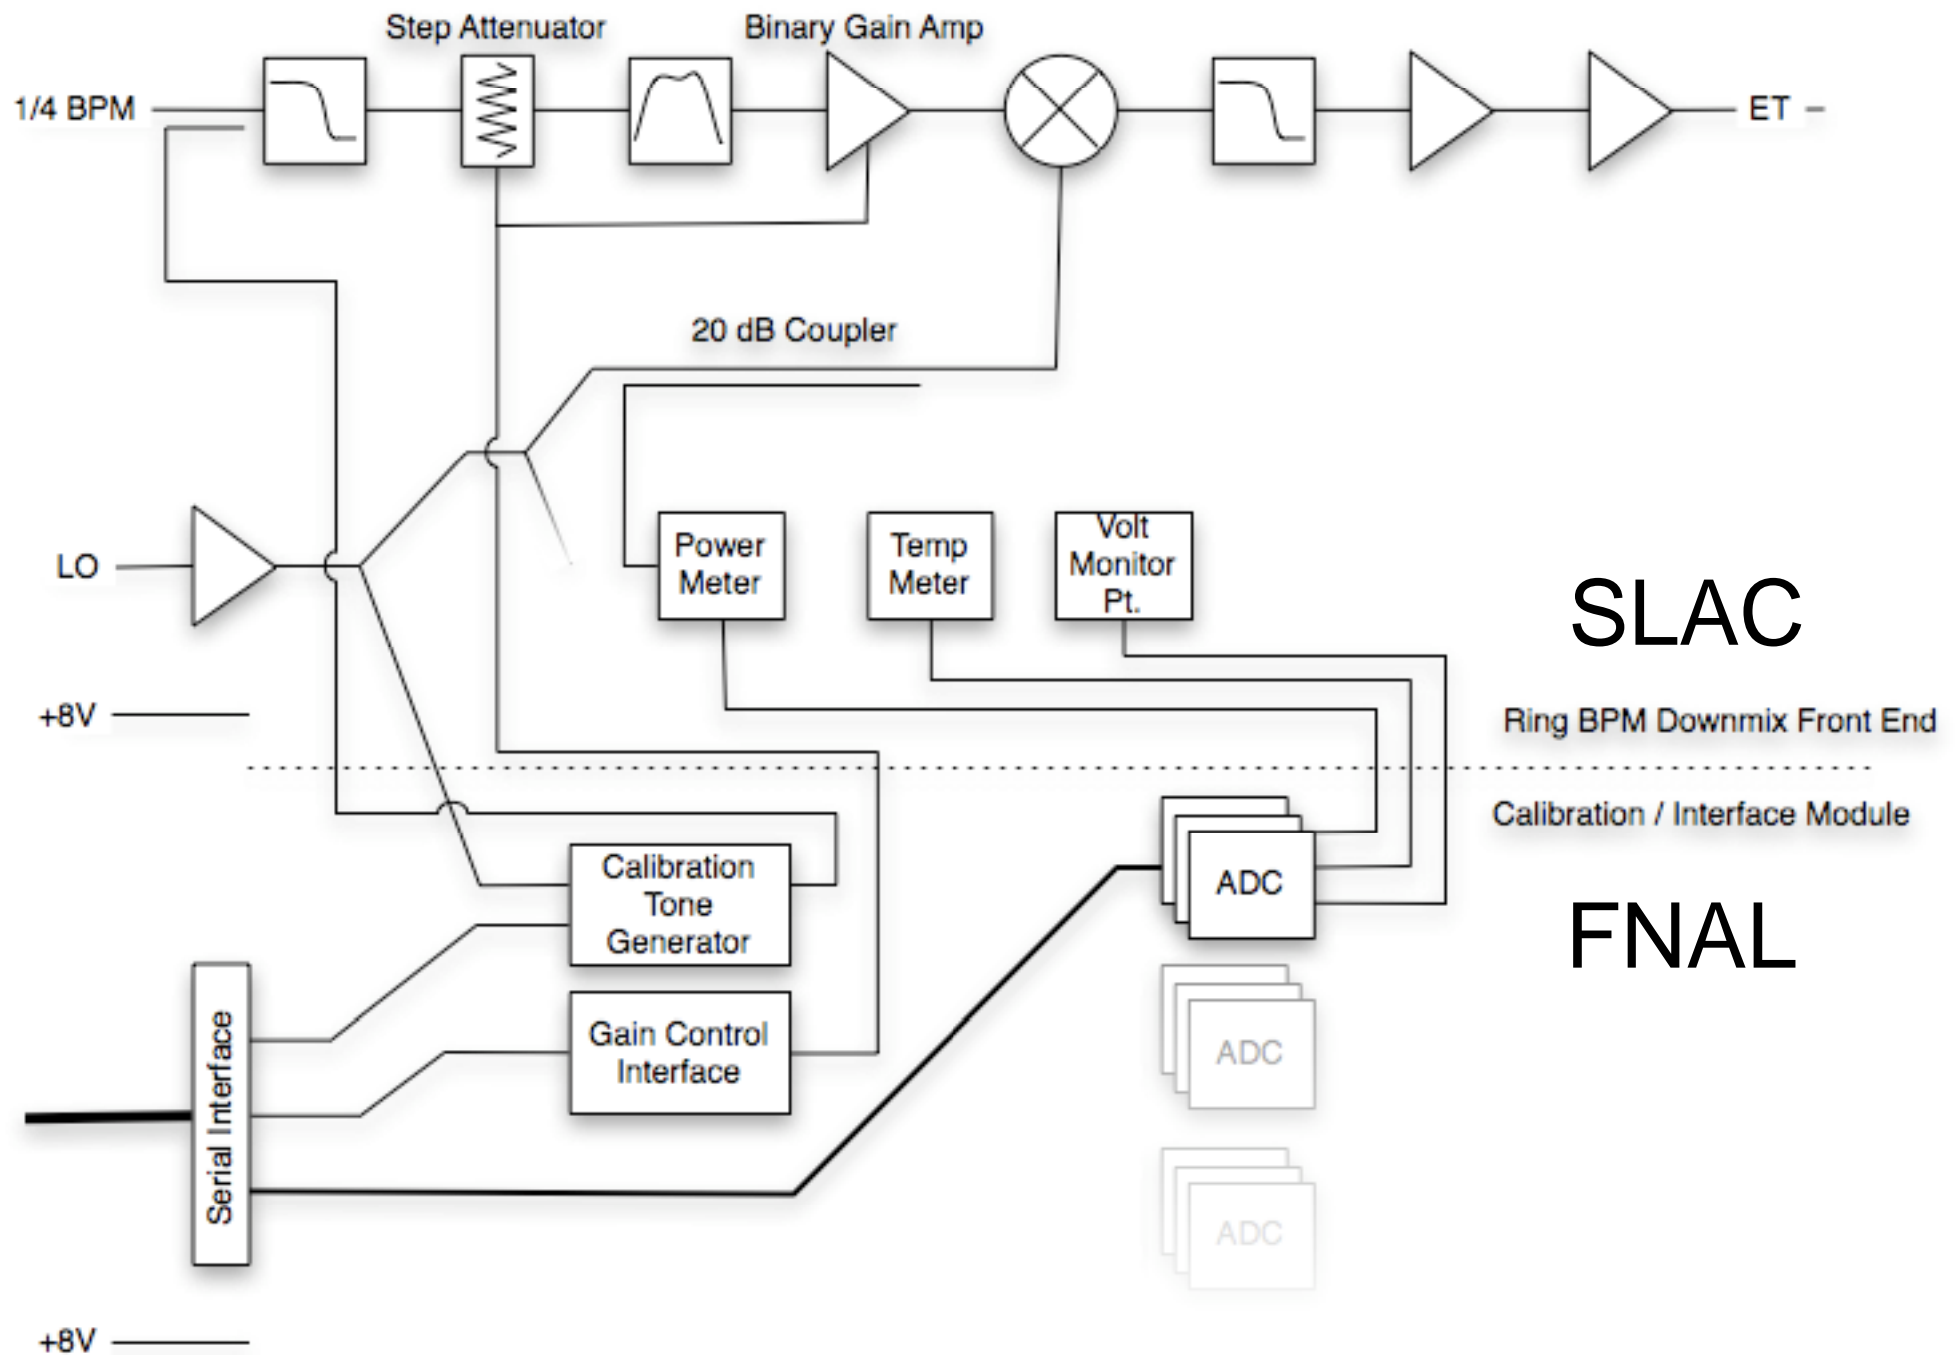 Step Attenuator
Binary Gain Amp
1/4 BPM
ET
20 dB Coupler
LO
Power
Meter
Temp
Meter
Volt
Monitor
Pt.
SLAC
+8V
Ring BPM Downmix Front End
Calibration / Interface Module
Calibration
Tone
Generator
ADC
FNAL
Serial Interface
Gain Control
Interface
ADC
ADC
+8V